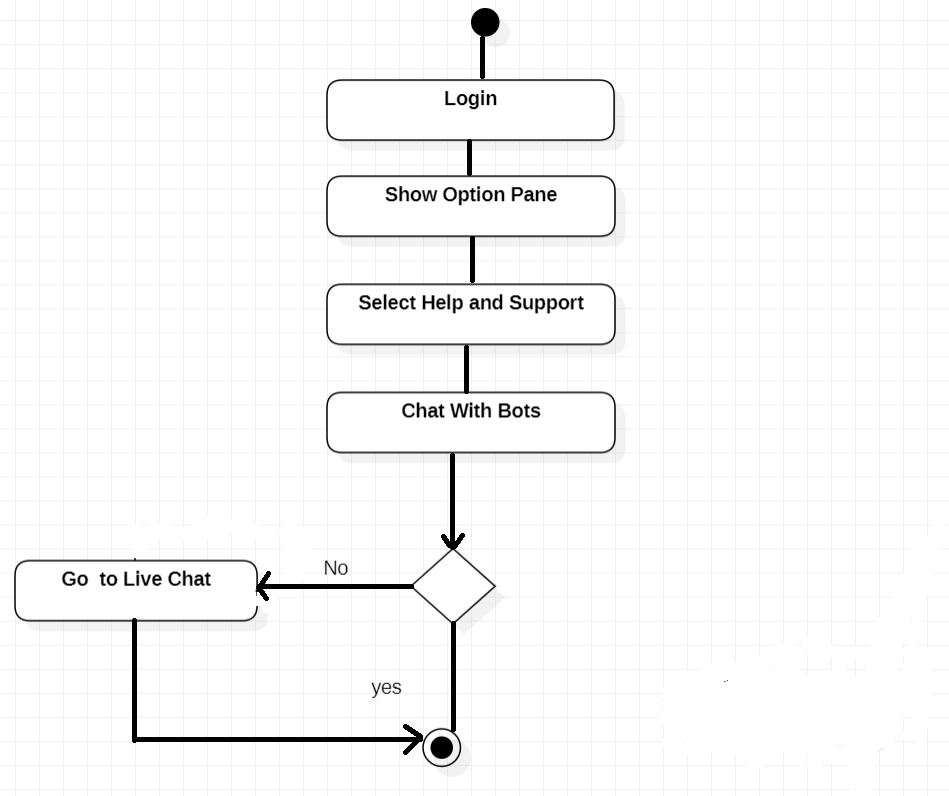 Login
Show Option Pane
Select Help and Support
Chat With Bots
No
Go  to Live Chat
yes